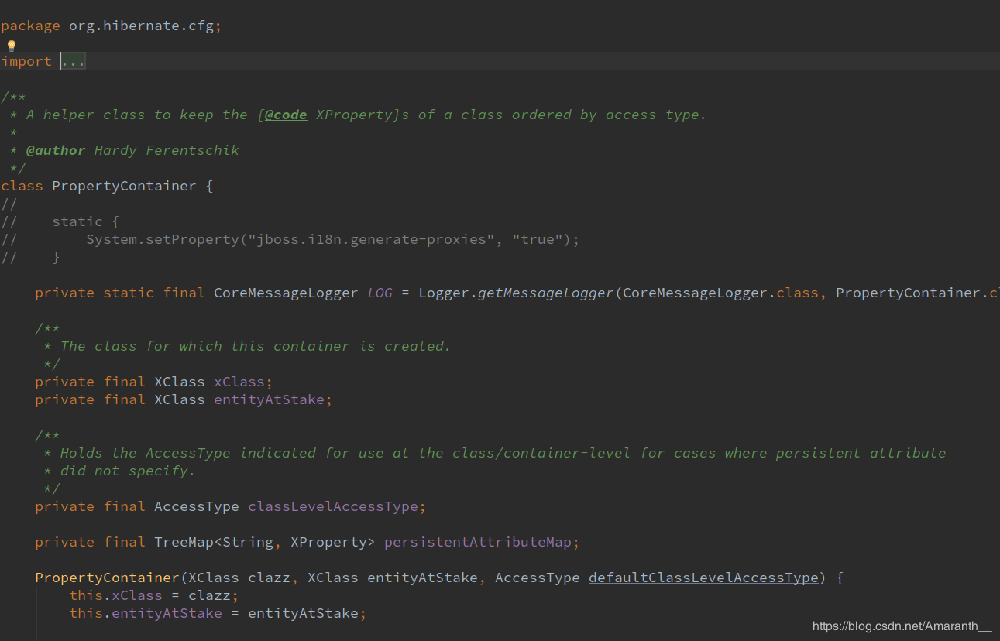 package org.hibernate.cfg;
import ...
/**
 * A helper class to keep the {@code XProperty}s of a class ordered by access type.
 *
 * @author Hardy Ferentschik
 */
class PropertyContainer {
//
//    static {
//        System.setProperty("jboss.i18n.generate-proxies", "true");
//    }
    private static final CoreMessageLogger LOG = Logger.getMessageLogger(CoreMessageLogger.class, PropertyContainer.cl
    /**
     * The class for which this container is created.
     */
    private final XClass xClass;
    private final XClass entityAtStake;
    /**
     * Holds the AccessType indicated for use at the class/container-level for cases where persistent attribute
     * did not specify.
     */
    private final AccessType classLevelAccessType;
    private final TreeMap<String, XProperty> persistentAttributeMap;
    PropertyContainer(XClass clazz, XClass entityAtStake, AccessType defaultClassLevelAccessType) {
        this.xClass = clazz;
        this.entityAtStake = entityAtStake;
https://blog.csdn.net/Amaranth__